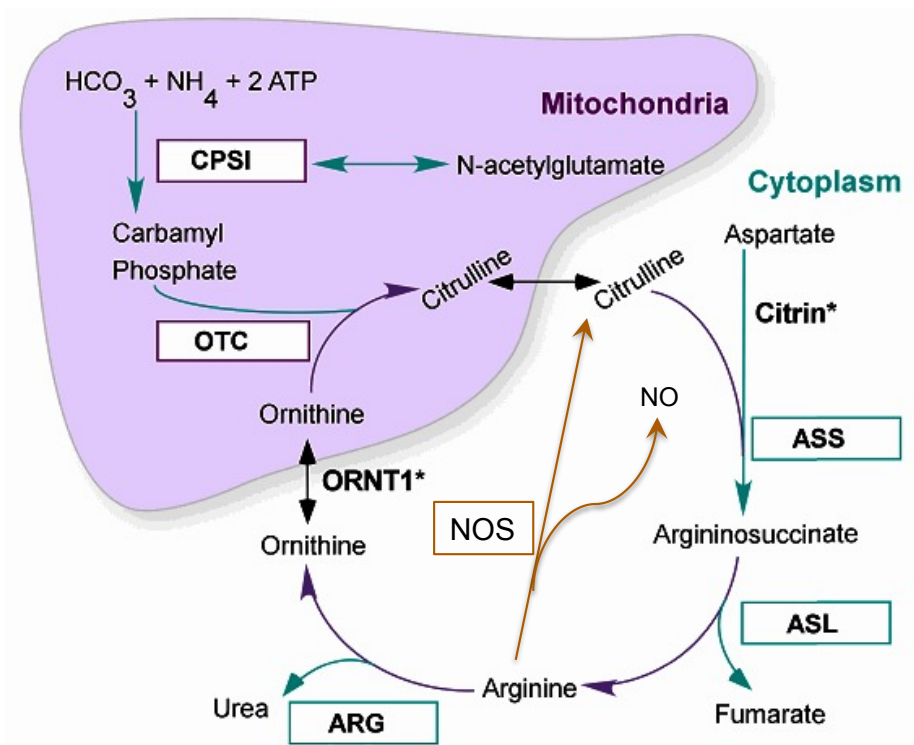 HCO3 + NH4 + 2 ATP
Mitochondria
CPSI
N-acetylglutamate
Cytoplasm
Carbamyl
Phosphate
Aspartate
Citrulline
Citrulline
Citrin*
OTC
NO
Ornithine
ASS
ORNT1*
NOS
Ornithine
Argininosuccinate
ASL
Arginine
Urea
ARG
Fumarate